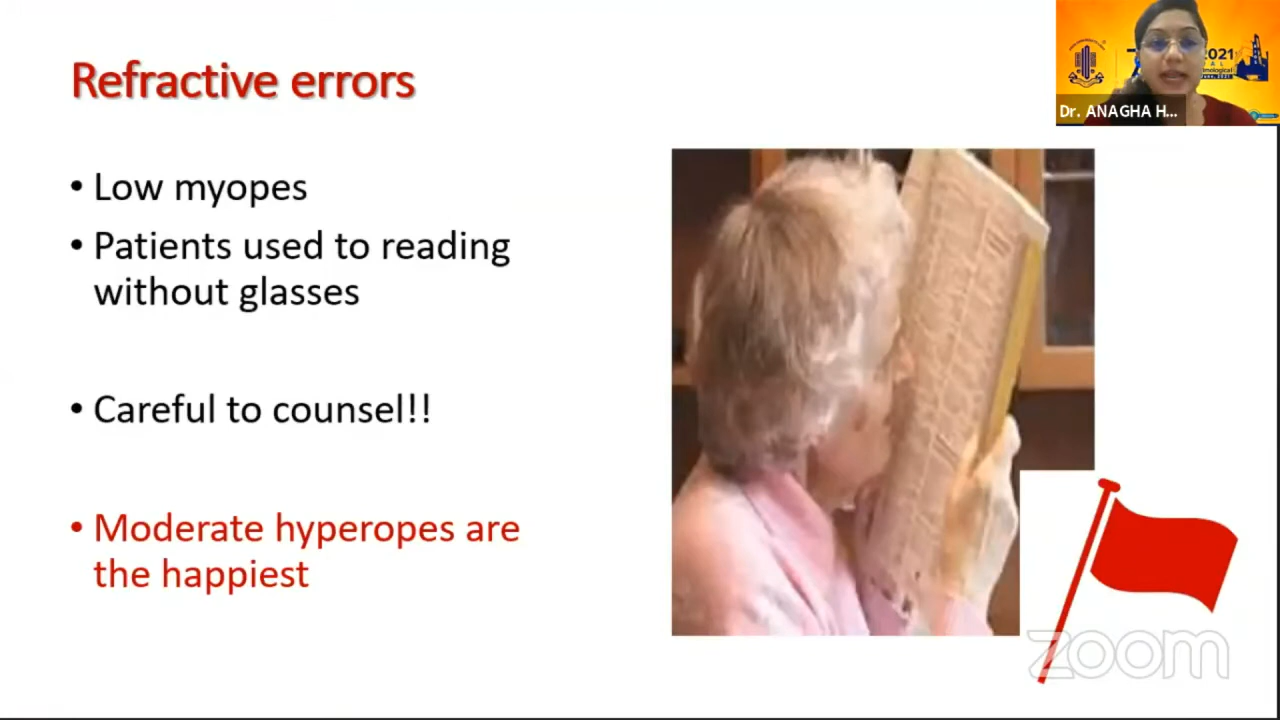 Refractive errors
• Low myopes
• Patients used to reading
without glasses
• Careful to counsel!!
• Moderate hyperopes are
the happiest
2021
Dr. ANAGHA H...
zoom